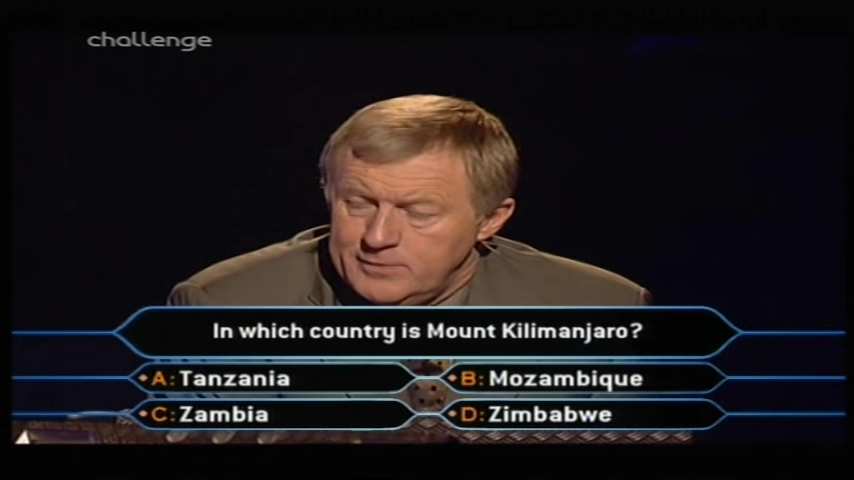 challenge
In which country is Mount Kilimanjaro?
A: Tanzania
B: Mozambique
C: Zambia
D: Zimbabwe